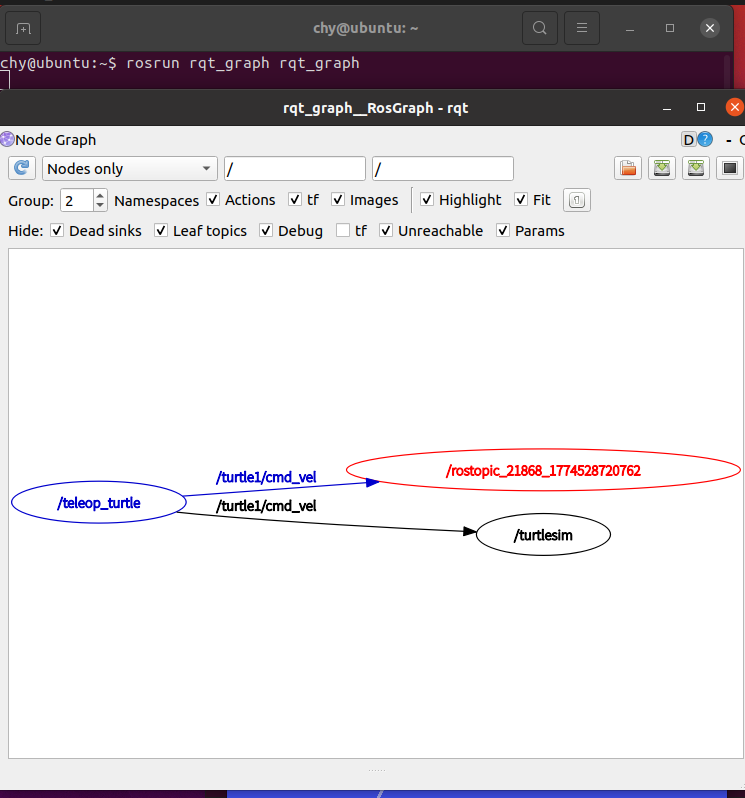 chy@ubuntu: ~
chy@ubuntu:~$ rosrun rqt_graph rqt_graph
rqt_graph__RosGraph - rqt
Node Graph D ? -
Nodes only / /
Group: 2 Namespaces Actions tf Images Highlight Fit
Hide: Dead sinks Leaf topics Debug tf Unreachable Params
/turtle1/cmd_vel /rostopic_21868_1774528720762
/teleop_turtle
/turtle1/cmd_vel
/turtlesim